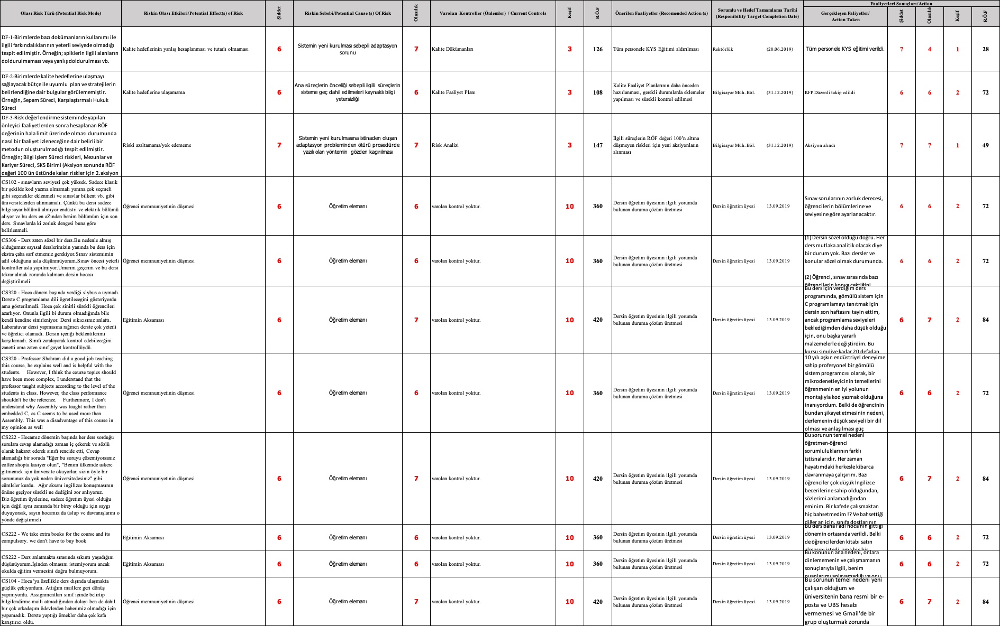 Olası Risk Türü (Potential Risk Mode)
Riskin Olası Etkileri/Potential Effect(s) of Risk
Şiddet
Riskin Sebebi/Potential Cause (s) Of Risk
Olasılık
Varolan Kontroller (Önlemler) / Current Controls
Keşif
R.Ö.F
Önerilen Faaliyetler (Recomended Action (s)
Sorumlu ve Hedef Tamamlama Tarihi
(Responibility Target Completion Date)
Faaliyetleri Sonuçları/Action
Gerçekleşen Faliyetler/
Action Taken
Şiddet
Olasılık
Keşif
R.Ö.F
DF-1-Birimlerde bazı dokümanların kullanımı ile
ilgili farkındalıklarının yeterli seviyede olmadığı
tespit edilmiştir. Örneğin; spiklerin ilgili alanların
doldurulmaması veya yanlış doldurulması vb.
Kalite hedeflerinin yanlış hesaplanması ve tutarlı olmaması
6
Sistemin yeni kurulması sebepli adaptasyon
sorunu
7
Kalite Dökümanları
3
126
Tüm personele KYS Eğitimi aldırılması
Rektörlük (20.06.2019)
Tüm personele KYS eğitimi verildi.
7
4
1
28
DF-2-Birimlerde kalite hedeflerine ulaşmayı
sağlayacak bütçe ile uyumlu plan ve stratejilerin
belirlendiğine dair bulgular görülememiştir.
Örneğin, Sepam Süreci, Karşılaştırmalı Hukuk
Süreci
Kalite hedeflerine ulaşamama
6
Ana süreçlerin önceliği sebepli ilgili süreçlerin
sisteme geç dahil edilmeleri kaynaklı bilgi
yetersizliği
6
Kalite Faaliyet Planı
3
108
Kalite Faaliyet Planlarının daha önceden
hazırlanması, gerekli durumlarda eklemeler
yapılması ve sürekli kontrol edilmesi
Bilgisayar Müh. Böl. (31.12.2019)
KFP Düzenli takip edildi
6
6
2
72
DF-3-Risk değerlendirme sisteminde yapılan
önleyici faaliyetlerden sonra hesaplanan RÖF
değerinin hala limit üzerinde olması durumunda
nasıl bir faaliyet izleneceğine dair belirli bir
metodun oluşturulmadığı tespit edilmiştir.
Örneğin; Bilgi işlem Süreci riskleri, Mezunlar ve
Kariyer Süreci, SKS Birimi (Aksiyon sonunda RÖF
değeri 100 ün üstünde kalan riskler için 2.aksiyon
Riski azaltamama/yok edememe
7
Sistemin yeni kurulmasına istinaden oluşan
adaptasyon probleminden ötürü prosedürde
yazılı olan yöntemin gözden kaçırılması
7
Risk Analizi
3
147
İlgili süreçlerin RÖF değeri 100’n altına
düşmeyen riskleri için yeni aksiyonların
alınması
Bilgisayar Müh. Böl. (31.12.2019)
Aksiyon alındı
7
7
1
49
CS102 - sınavların seviyesi çok yüksek. Sadece klasik
bir şekilde kod yazma olmamalı yanına çok seçmeli
gibi seçenekler eklenmeli ve sınavlar bilkent vb. gibi
üniversitelerden alınmamalı. Çünkü bu dersi sadece
bilgisayar bölümü almıyor endüstri ve elektrik bölümü
alıyor ve bu ders en aZından benim bölümüm için son
ders. Sınavlarda ki zorluk dengesi buna göre
belirlenmeli.
Öğrenci memnuniyetinin düşmesi
6
Öğretim elemanı
6
varolan kontrol yoktur.
10
360
Dersin öğretim üyesinin ilgili yorumda
bulunan duruma çözüm üretmesi
Dersin öğretim üyesi 13.09.2019
Sınav sorularının zorluk derecesi,
öğrencilerin bölümlerine ve
seviyesine göre ayarlanacaktır.
6
6
2
72
CS306 - Ders zaten sözel bir ders.Bu nedenle almış
olduğumuz sayısal derslerimizin yanında bu ders için
ekstra çaba sarf etmemiz gerekiyor.Sınav sistemimin
adil olduğunu asla düşünmüyorum.Sınav öncesi yeterli
kontroller asla yapılmıyor.Umarım geçerim ve bu dersi
tekrar almak zorunda kalmam.dersin hocası
değiştirilmeli
Öğrenci memnuniyetinin düşmesi
6
Öğretim elemanı
6
varolan kontrol yoktur.
10
360
Dersin öğretim üyesinin ilgili yorumda
bulunan duruma çözüm üretmesi
Dersin öğretim üyesi 13.09.2019
(1) Dersin sözel olduğu doğru. Her
ders mutlaka analitik olacak diye
bir durum yok. Bazı dersler ve
konular sözel olmak durumunda.
(2) Öğrenci, sınav sırasında bazı
öğrencilerin kopya çektiğini
6
6
2
72
CS320 - Hoca dönem başında verdiği slybus a uymadı.
Derste C programlama dili ögretilecegini gösteriyordu
ama gösterilmedi. Hoca çok sinirli sürekli öğrencileri
azarlıyor. Onunla ilgili bi durum olmadığında bile
kendi kendine sinirleniyor. Dersi sıkıcısınız anlattı.
Laboratuvar dersi yapmasına rağmen derste çok yeterli
ve öğretici olamadı. Dersin içeriği beklentilerimi
karşılamadı. Sınıfı zaralayarak kontrol edebileceğini
zanetti ama zaten sınıf gayet kontrollüydü.
Eğitimin Aksaması
6
Öğretim elemanı
7
varolan kontrol yoktur.
10
420
Dersin öğretim üyesinin ilgili yorumda
bulunan duruma çözüm üretmesi
Dersin öğretim üyesi 13.09.2019
Bu ders için verdiğim ders
programında, gömülü sistem için
C programlamayı tanıtmak için
dersin son haftasını tayin ettim,
ancak programlama seviyeleri
beklediğimden daha düşük olduğu
için, onu başka yararlı
malzemelerle değiştirdim. Bu
kursu şimdiye kadar 20 defadan
6
7
2
84
CS320 - Professor Shahram did a good job teaching
this course, he explains well and is helpful with the
students. However, I think the course topics should
have been more complex, I understand that the
professor taught subjects according to the level of the
students in class. However, the class performance
shouldn't be the reference. Furthermore, I don't
understand why Assembly was taught rather than
embedded C, as C seems to be used more than
Assembly. This was a disadvantage of this course in
my opinion as well
Öğrenci memnuniyetinin düşmesi
6
Öğretim elemanı
6
varolan kontrol yoktur.
10
360
Dersin öğretim üyesinin ilgili yorumda
bulunan duruma çözüm üretmesi
Dersin öğretim üyesi 13.09.2019
10 yılı aşkın endüstriyel deneyime
sahip profesyonel bir gömülü
sistem programcısı olarak, bir
mikrodenetleyicinin temellerini
öğrenmenin en iyi yolunun
montajıyla kod yazmak olduğuna
inanıyordum. Belki de öğrencinin
bundan şikayet etmesinin nedeni,
derlemenin düşük seviyeli bir dil
olması ve anlaşılması güç
6
6
2
72
CS222 - Hocamız dönemin başında her ders sorduğu
sorulara cevap alamadığı zaman iç çekerek ve sözlü
olarak hakaret ederek sınıfı rencide etti, Cevap
alamadığı bir soruda "Eğer bu soruyu çözemiyorsanız
coffee shopta kasiyer olun", "Benim ülkemde askere
gitmemek için üniversite okuyorlar, sizin öyle bir
sorununuz da yok neden üniversitedesiniz" gibi
cümleler kurdu. Ağır aksanı ingilizce konuşmasının
önüne geçiyor sürekli ne dediğini zor anlıyoruz.
Biz öğretim üyelerine, sadece öğretim üyesi olduğu
için değil aynı zamanda bir birey olduğu için saygı
duyuyorsak, sayın hocamız da üslup ve davranışlarını o
yönde değiştirmeli
Öğrenci memnuniyetinin düşmesi
6
Öğretim elemanı
7
varolan kontrol yoktur.
10
420
Dersin öğretim üyesinin ilgili yorumda
bulunan duruma çözüm üretmesi
Dersin öğretim üyesi 13.09.2019
Bu sorunun temel nedeni
öğretmen-öğrenci
sorumluluklarının farklı
istisnalarıdır. Her zaman
hayatımdaki herkesle kibarca
davranmaya çalışırım. Bazı
öğrenciler çok düşük İngilizce
becerilerine sahip olduğundan,
sözlerimi anlamadığından
eminim. Bir kafede çalışmaktan
hiç bahsetmedim !? Ve bahsettiği
diğer an için, sınıfa dostlarının
6
7
2
84
CS222 - We take extra books for the course and its
compulsory. we don't have to buy book
Eğitimin Aksaması
6
Öğretim elemanı
6
varolan kontrol yoktur.
10
360
Dersin öğretim üyesinin ilgili yorumda
bulunan duruma çözüm üretmesi
Dersin öğretim üyesi 13.09.2019
Bu ders bana Fadi hoca'nın gittiği
dönemin ortasında verildi. Belki
de öğrencilerden kitabı satın
almasını istedi, ama hiç bir
6
6
2
72
CS222 - Ders anlatmakta sırasında sıkıntı yaşadığını
düşünüyorum.İşinden olmasını istemiyorum ancak
okulda eğitim vermesini doğru bulmuyorum.
Eğitimin Aksaması
6
Öğretim elemanı
6
varolan kontrol yoktur.
10
360
Dersin öğretim üyesinin ilgili yorumda
bulunan duruma çözüm üretmesi
Dersin öğretim üyesi 13.09.2019
Bu konunun ana nedeni, onlara
dinlememenin ve çalışmamanın
sonuçlarıyla ilgili, benim
puanlarımı anlayamadığı ve onu
6
6
2
72
CS104 - Hoca 'ya özellikle ders dışında ulaşmakta
güçlük çekiyordum. Attığım maillere geri dönüş
yapmıyordu. Assignmentları sınıf içinde belirtip
bilgilendirme maili atmadığından dolayı ben de dahil
bir çok arkadaşım ödevlerden haberimiz olmadığı için
yapamadık. Derste yaptığı örnekler daha çok kafa
karıştırıcı oldu.
Öğrenci memnuniyetinin düşmesi
6
Öğretim elemanı
7
varolan kontrol yoktur.
10
420
Dersin öğretim üyesinin ilgili yorumda
bulunan duruma çözüm üretmesi
Dersin öğretim üyesi 13.09.2019
Bu sorunun temel nedeni yeni
çalışan olduğum ve
üniversitenin bana resmi bir e-
posta ve UBS hesabı
vermemesi ve Gmail'de bir
grup oluşturmak zorunda
6
7
2
84